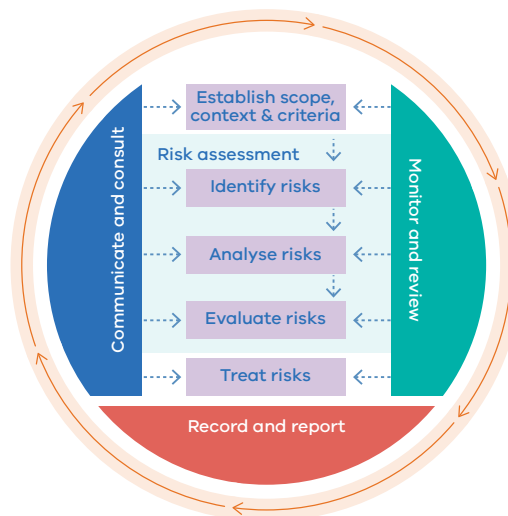 Establish scope,
context & criteria
Risk assessment
Identify risks
Analyse risks
Evaluate risks
Treat risks
Communicate and consult
Monitor and review
Record and report